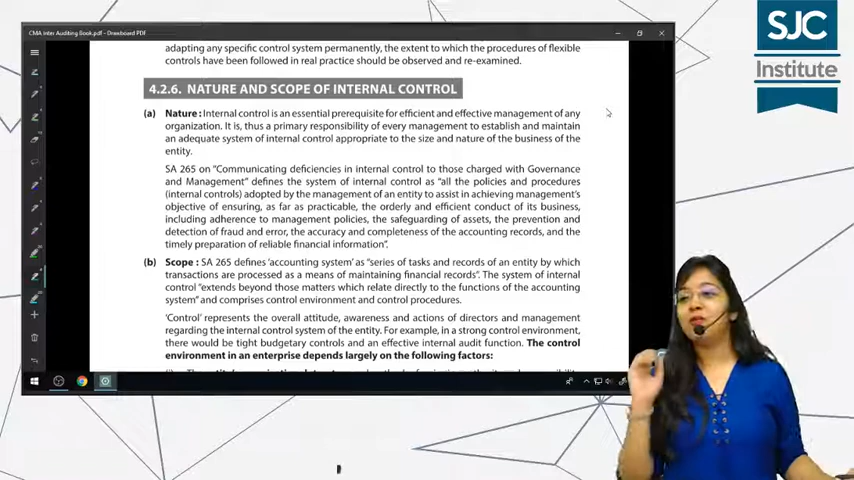 CMA Inter Auditing Book.pdf - Drawboard PDF
SJC
Institute
adapting any specific control system permanently, the extent to which the procedures of flexible
controls have been followed in real practice should be observed and re-examined.
4.2.6. NATURE AND SCOPE OF INTERNAL CONTROL
(a) Nature : Internal control is an essential prerequisite for efficient and effective management of any
organization. It is, thus a primary responsibility of every management to establish and maintain
an adequate system of internal control appropriate to the size and nature of the business of the
entity.
SA 265 on "Communicating deficiencies in internal control to those charged with Governance
and Management" defines the system of internal control as "all the policies and procedures
(internal controls) adopted by the management of an entity to assist in achieving management's
objective of ensuring, as far as practicable, the orderly and efficient conduct of its business,
including adherence to management policies, the safeguarding of assets, the prevention and
detection of fraud and error, the accuracy and completeness of the accounting records, and the
timely preparation of reliable financial information".
(b) Scope : SA 265 defines 'accounting system' as "series of tasks and records of an entity by which
transactions are processed as a means of maintaining financial records". The system of internal
control "extends beyond those matters which relate directly to the functions of the accounting
system" and comprises control environment and control procedures.
'Control' represents the overall attitude, awareness and actions of directors and management
regarding the internal control system of the entity. For example, in a strong control environment,
there would be tight budgetary controls and an effective internal audit function. The control
environment in an enterprise depends largely on the following factors: